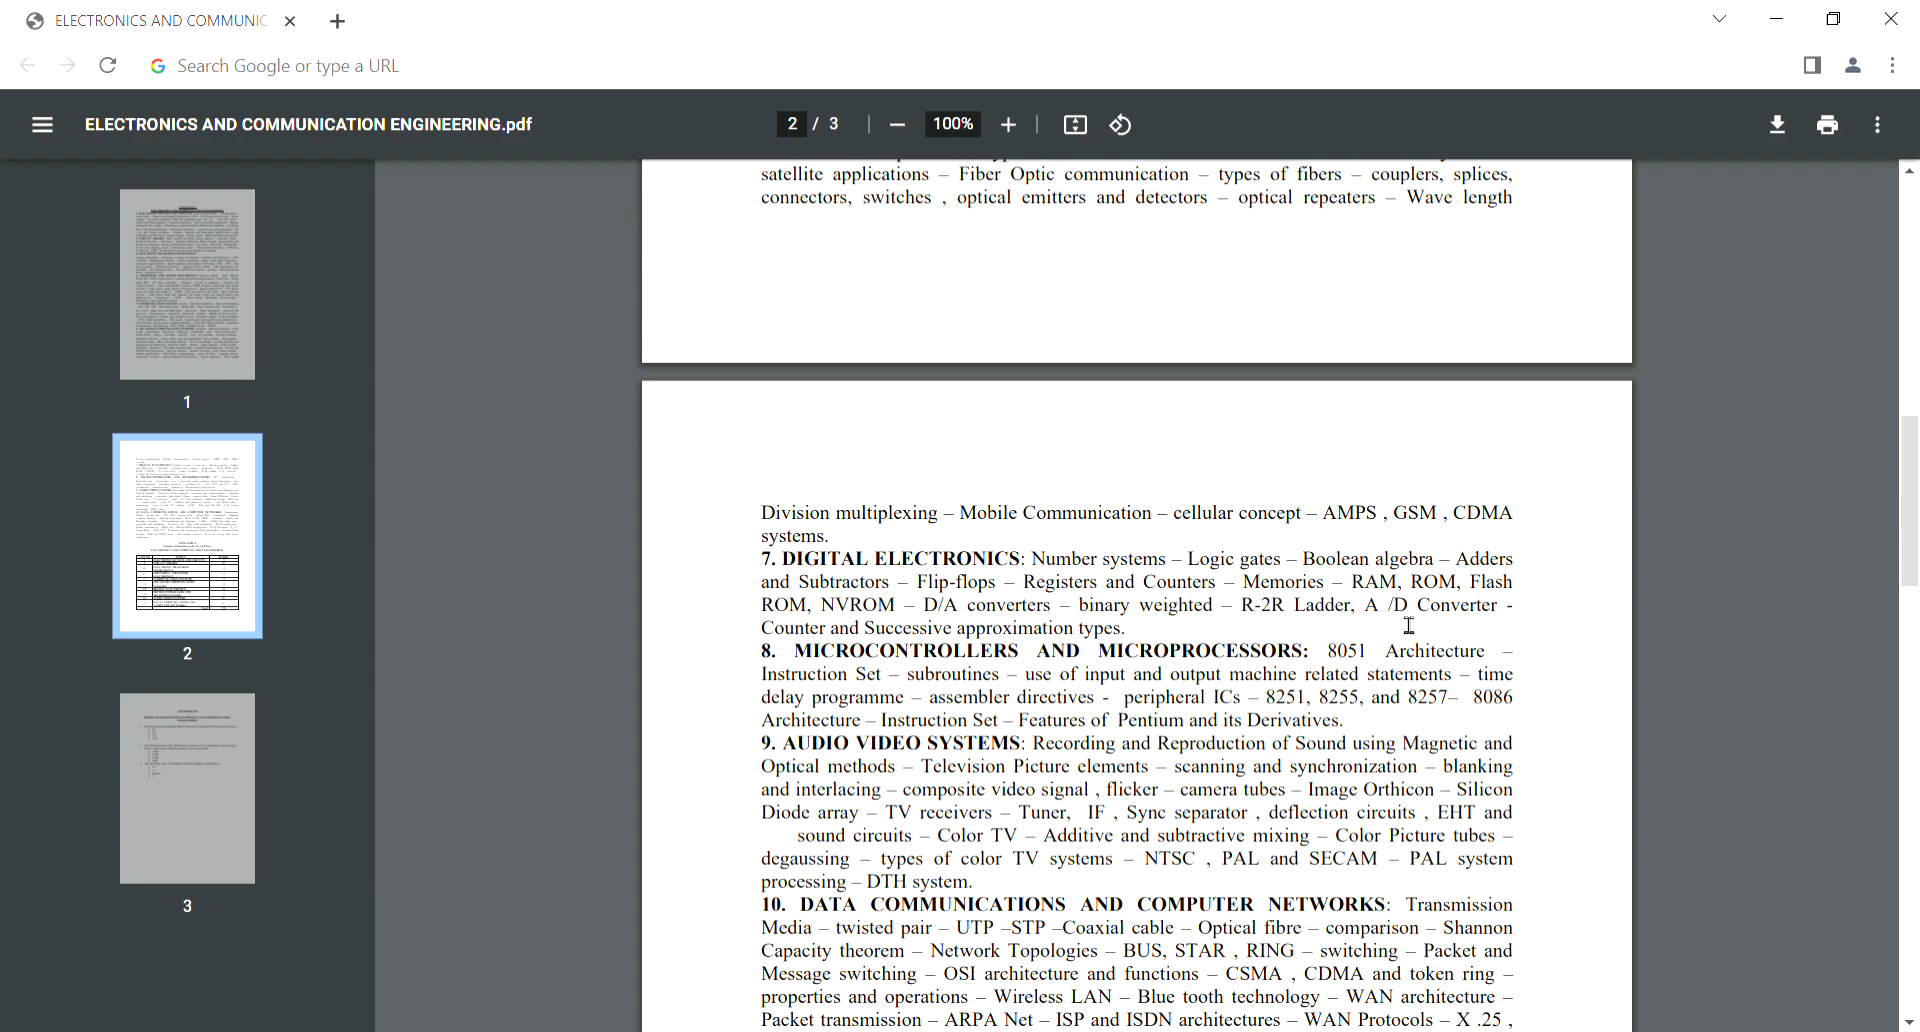 ELECTRONICS AND COMMUNIC
Search Google or type a URL
ELECTRONICS AND COMMUNICATION ENGINEERING.pdf
2 / 3
100%
1
2
3
satellite applications – Fiber Optic communication – types of fibers – couplers, splices,
connectors, switches , optical emitters and detectors – optical repeaters – Wave length
Division multiplexing – Mobile Communication – cellular concept – AMPS , GSM , CDMA
systems.
7. DIGITAL ELECTRONICS: Number systems – Logic gates – Boolean algebra – Adders
and Subtractors – Flip-flops – Registers and Counters – Memories – RAM, ROM, Flash
ROM, NVROM – D/A converters – binary weighted – R-2R Ladder, A /D Converter -
Counter and Successive approximation types.
8. MICROCONTROLLERS AND MICROPROCESSORS: 8051 Architecture –
Instruction Set – subroutines – use of input and output machine related statements – time
delay programme – assembler directives - peripheral ICs – 8251, 8255, and 8257– 8086
Architecture – Instruction Set – Features of Pentium and its Derivatives.
9. AUDIO VIDEO SYSTEMS: Recording and Reproduction of Sound using Magnetic and
Optical methods – Television Picture elements – scanning and synchronization – blanking
and interlacing – composite video signal , flicker – camera tubes – Image Orthicon – Silicon
Diode array – TV receivers – Tuner, IF , Sync separator , deflection circuits , EHT and
sound circuits – Color TV – Additive and subtractive mixing – Color Picture tubes –
degaussing – types of color TV systems – NTSC , PAL and SECAM – PAL system
processing – DTH system.
10. DATA COMMUNICATIONS AND COMPUTER NETWORKS: Transmission
Media – twisted pair – UTP –STP –Coaxial cable – Optical fibre – comparison – Shannon
Capacity theorem – Network Topologies – BUS, STAR , RING – switching – Packet and
Message switching – OSI architecture and functions – CSMA , CDMA and token ring –
properties and operations – Wireless LAN – Blue tooth technology – WAN architecture –
Packet transmission – ARPA Net – ISP and ISDN architectures – WAN Protocols – X .25 ,